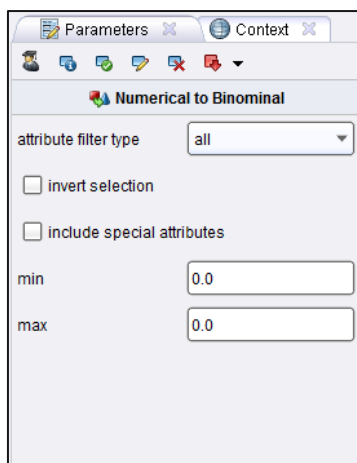 Parameters Context
Numerical to Binominal
attribute filter type all
invert selection
include special attributes
min 0.0
max 0.0